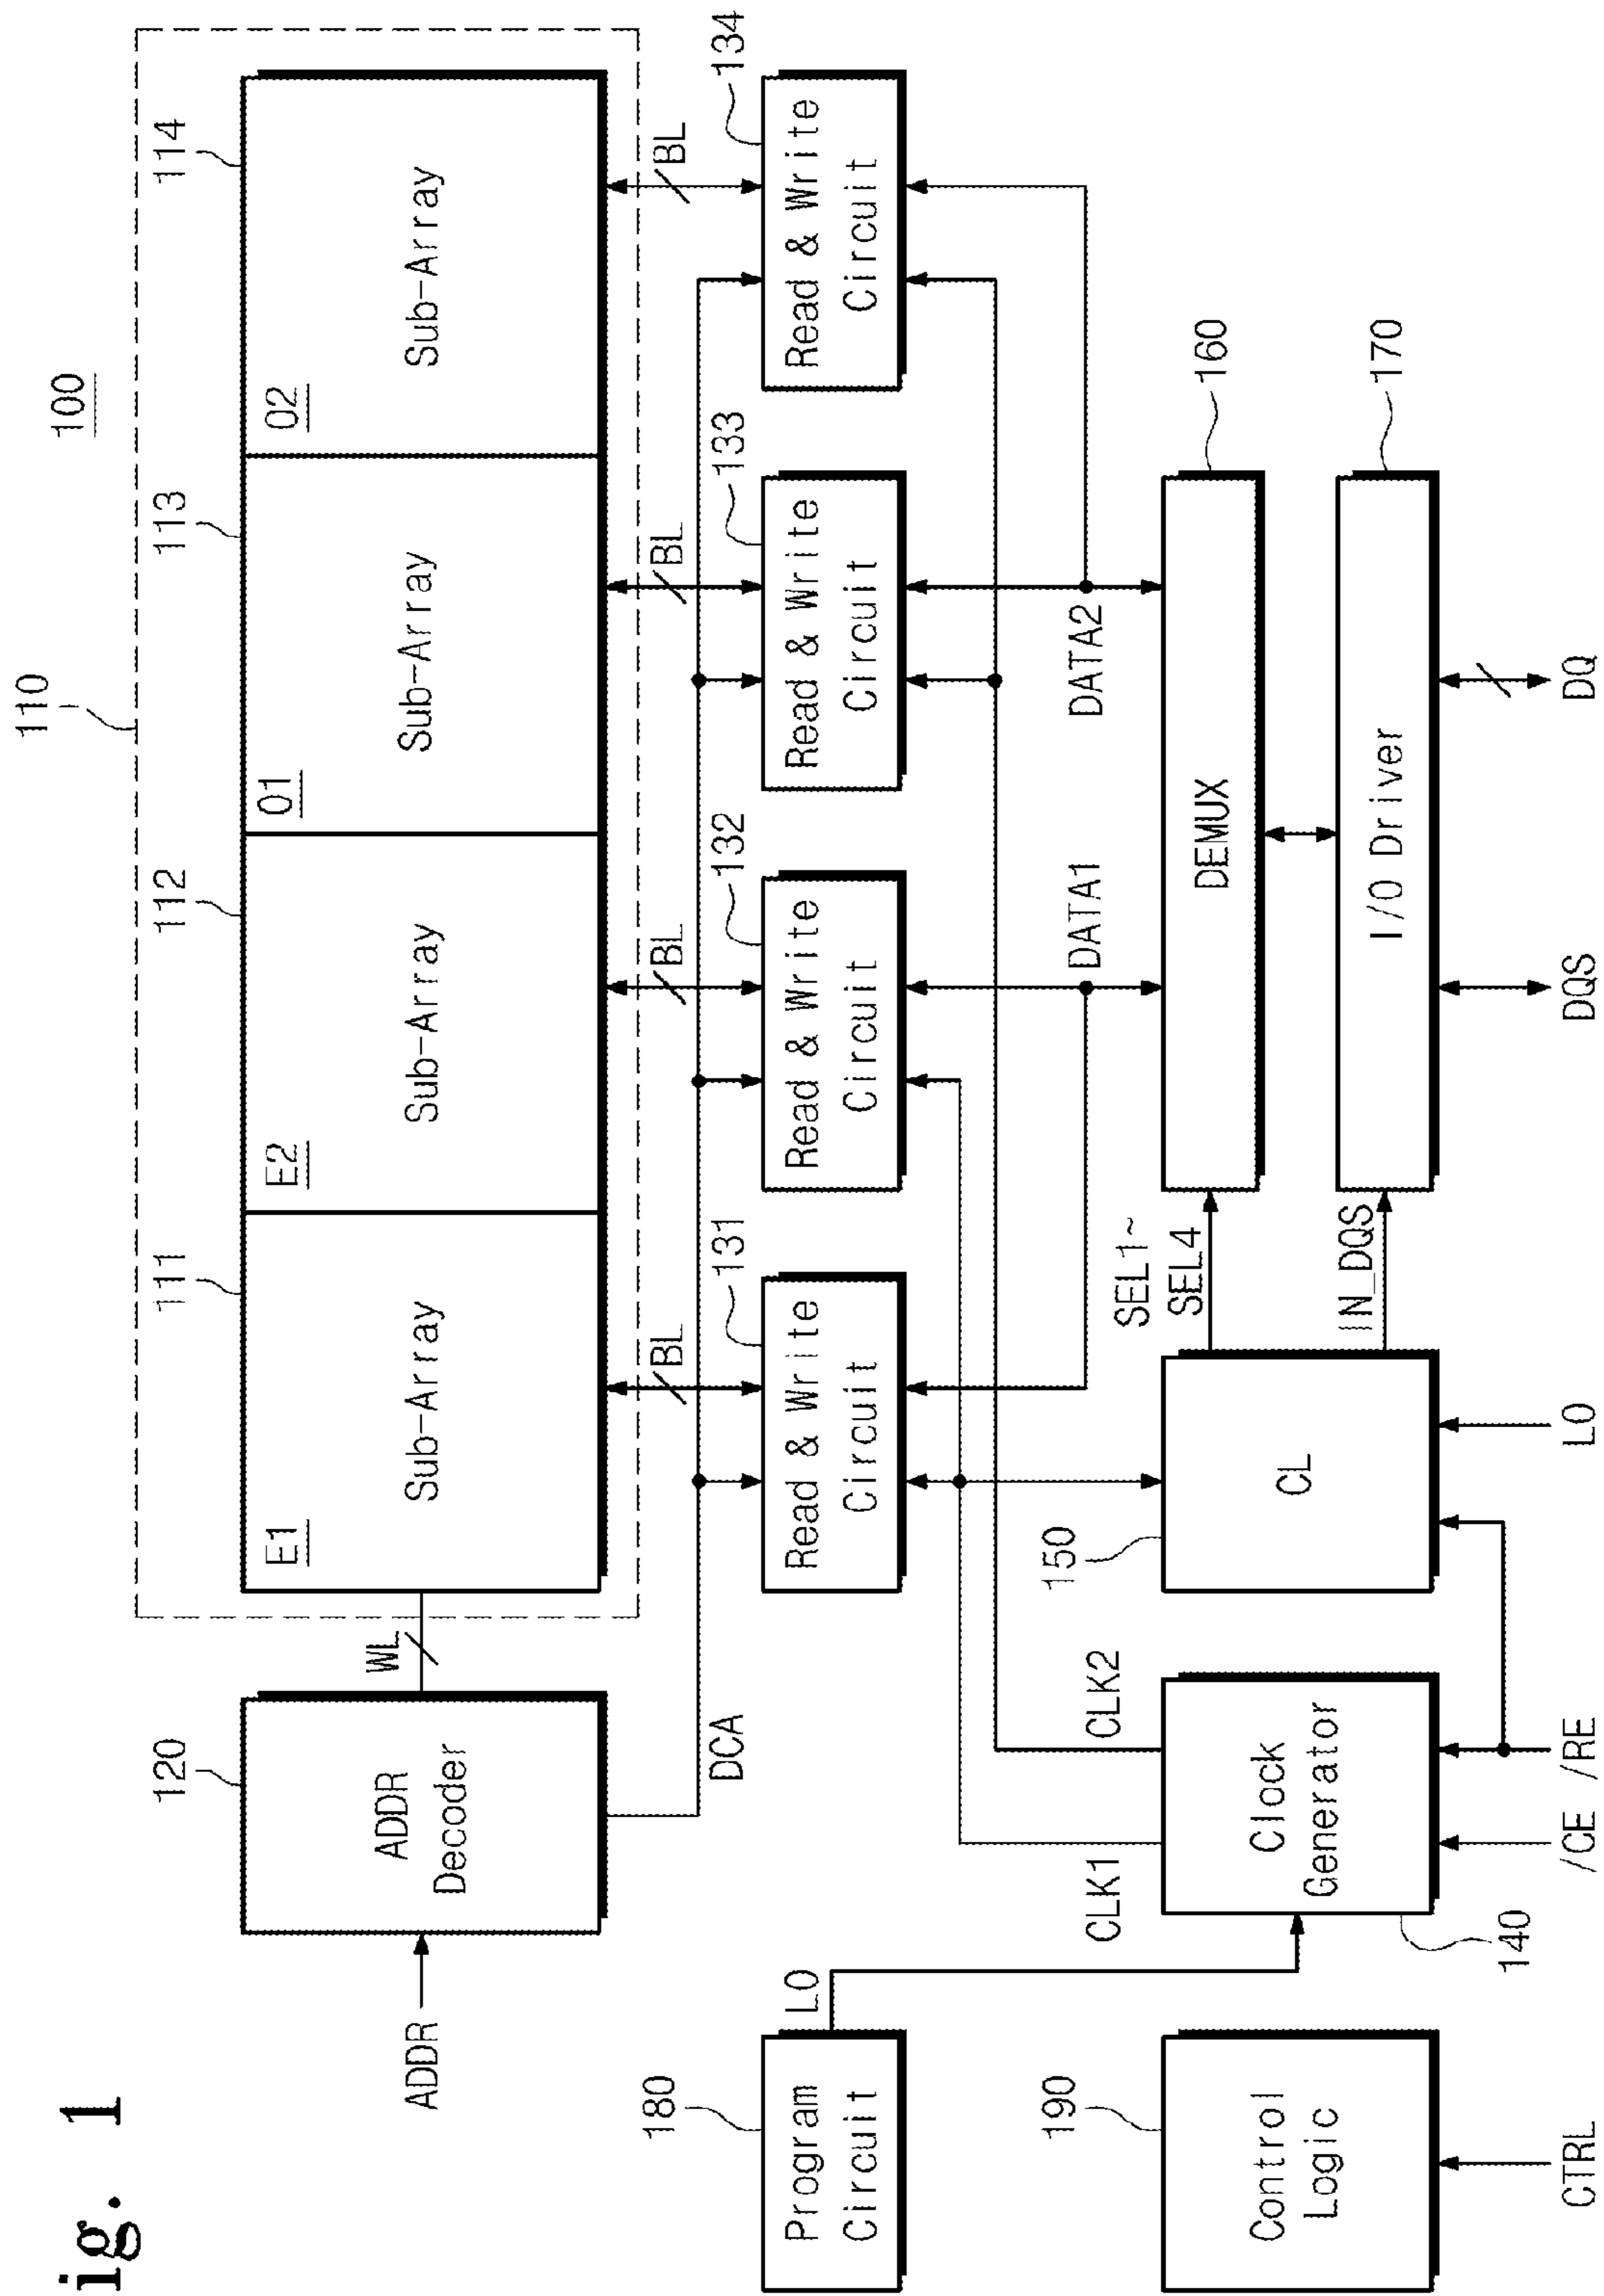 ig. 1
100
110
111
112
113
114
120
ADDR
ADDR
Decoder
WL
E1
Sub-Array
E2
Sub-Array
O1
Sub-Array
O2
Sub-Array
BL
BL
BL
BL
DCA
131
132
133
134
Read & Write
Circuit
Read & Write
Circuit
Read & Write
Circuit
Read & Write
Circuit
180
Program
Circuit
LO
CLK1
CLK2
DATA1
DATA2
190
Control
Logic
CTRL
140
Clock
Generator
/CE
/RE
150
CL
LO
SEL1~
SEL4
IN_DQS
160
DEMUX
170
I/O Driver
DQS
DQ